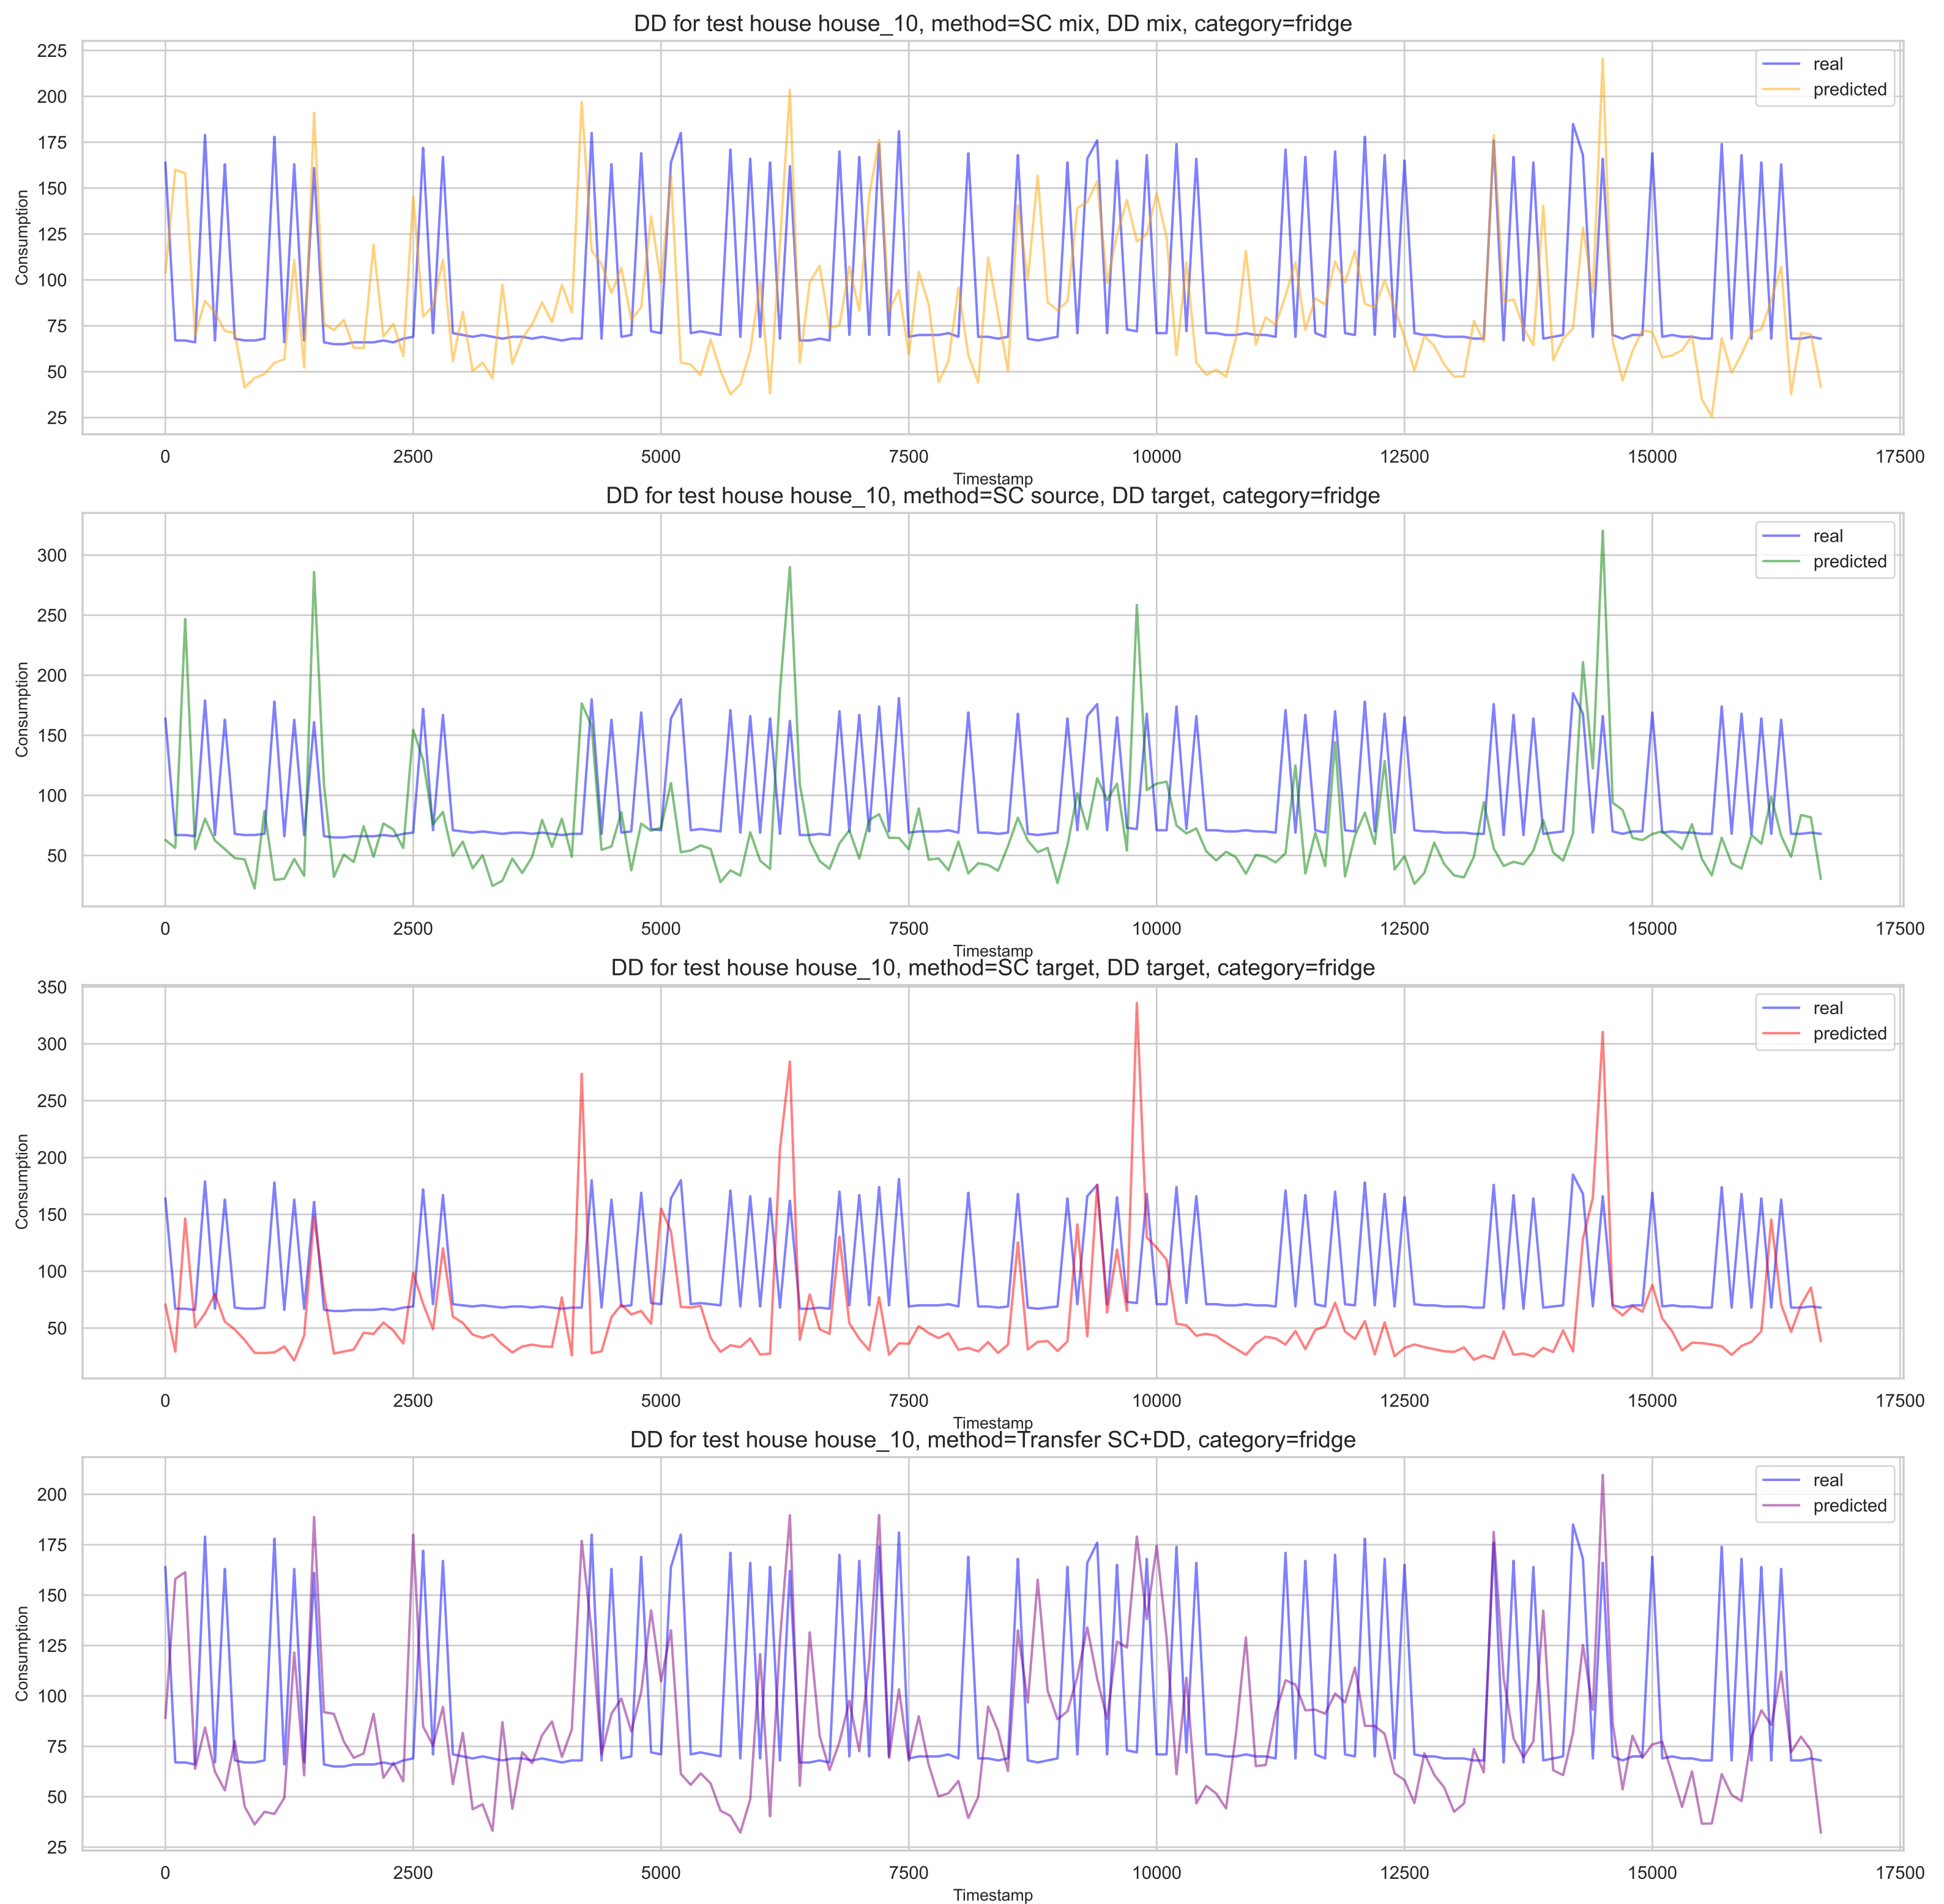 DD for test house house_10, method=SC mix, DD mix, category=fridge
225
200
175
150
125
100
75
50
25
Consumption
real
predicted
0 2500 5000 7500 10000 12500 15000 17500
Timestamp
DD for test house house_10, method=SC source, DD target, category=fridge
300
250
200
150
100
50
Consumption
real
predicted
0 2500 5000 7500 10000 12500 15000 17500
Timestamp
DD for test house house_10, method=SC target, DD target, category=fridge
350
300
250
200
150
100
50
Consumption
real
predicted
0 2500 5000 7500 10000 12500 15000 17500
Timestamp
DD for test house house_10, method=Transfer SC+DD, category=fridge
200
175
150
125
100
75
50
25
Consumption
real
predicted
0 2500 5000 7500 10000 12500 15000 17500
Timestamp